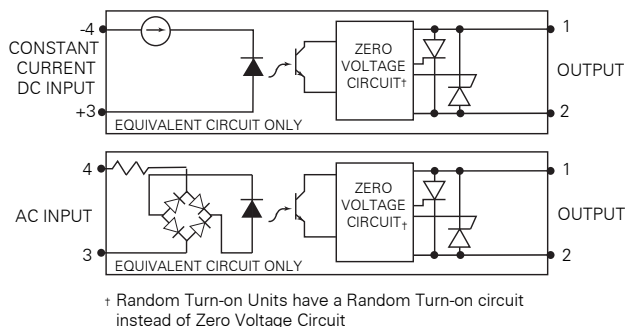 -4
CONSTANT
CURRENT
DC INPUT
+3
ZERO
VOLTAGE
CIRCUIT†
1
OUTPUT
2
EQUIVALENT CIRCUIT ONLY
4
AC INPUT
3
ZERO
VOLTAGE
CIRCUIT†
1
OUTPUT
2
EQUIVALENT CIRCUIT ONLY
† Random Turn-on Units have a Random Turn-on circuit
instead of Zero Voltage Circuit